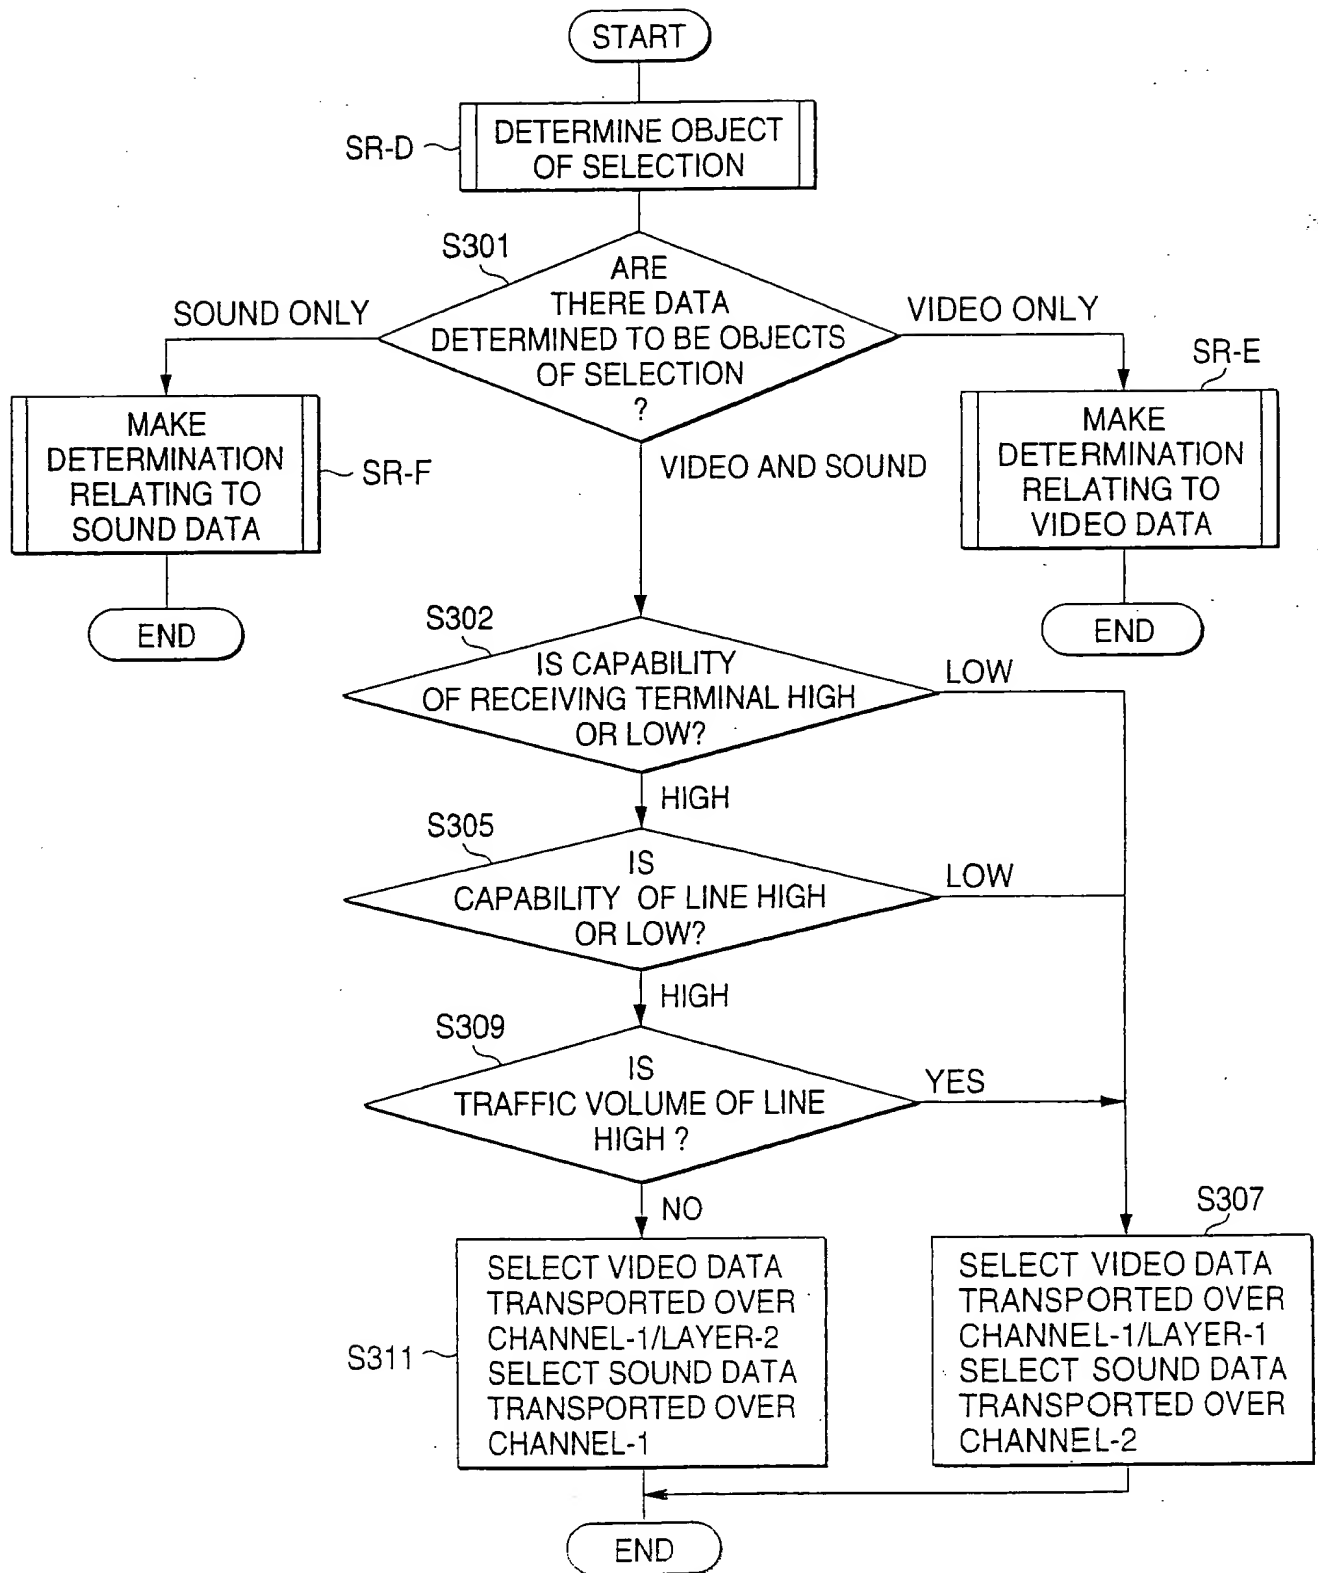 START
SR-D
DETERMINE OBJECT
OF SELECTION
S301
ARE
THERE DATA
DETERMINED TO BE OBJECTS
OF SELECTION
?
SOUND ONLY
VIDEO ONLY
SR-E
MAKE
DETERMINATION
RELATING TO
SOUND DATA
SR-F
VIDEO AND SOUND
MAKE
DETERMINATION
RELATING TO
VIDEO DATA
END
END
S302
IS CAPABILITY
OF RECEIVING TERMINAL HIGH
OR LOW?
LOW
HIGH
S305
IS
CAPABILITY OF LINE HIGH
OR LOW?
LOW
HIGH
S309
IS
TRAFFIC VOLUME OF LINE
HIGH ?
YES
NO
S307
S311
SELECT VIDEO DATA
TRANSPORTED OVER
CHANNEL-1/LAYER-2
SELECT SOUND DATA
TRANSPORTED OVER
CHANNEL-1
SELECT VIDEO DATA
TRANSPORTED OVER
CHANNEL-1/LAYER-1
SELECT SOUND DATA
TRANSPORTED OVER
CHANNEL-2
END